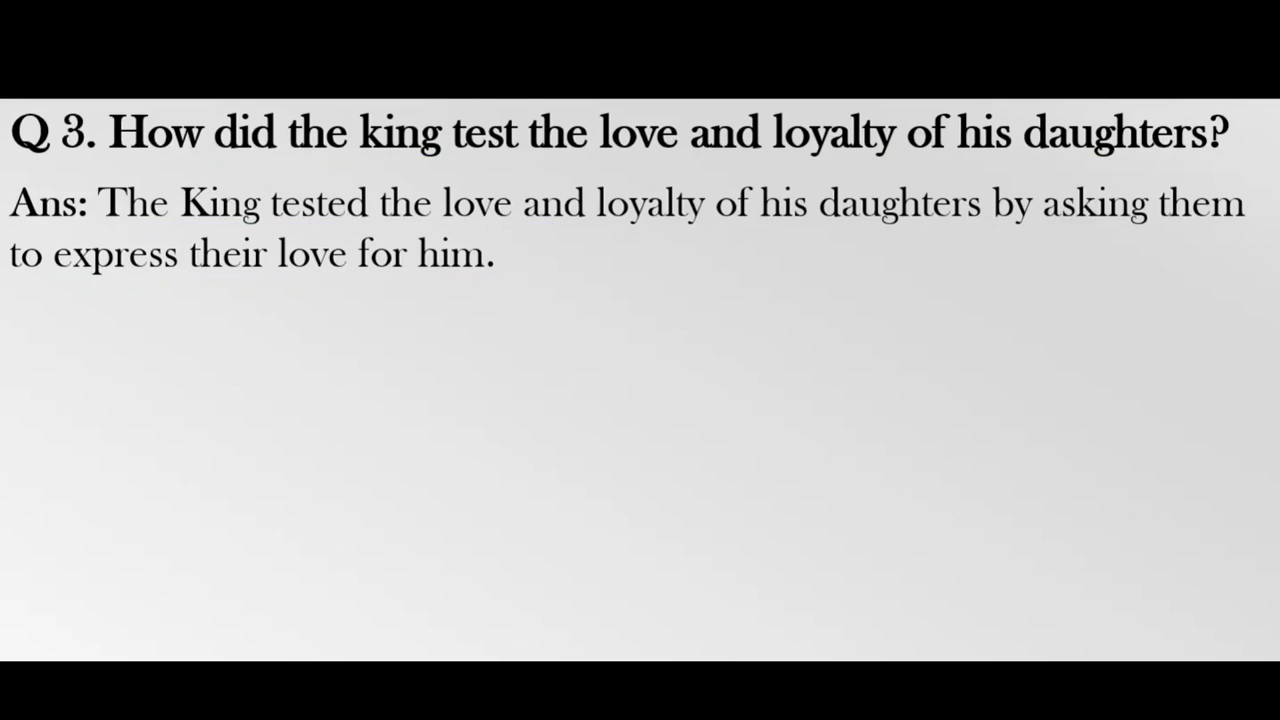 Q 3. How did the king test the love and loyalty of his daughters?
Ans: The King tested the love and loyalty of his daughters by asking them
to express their love for him.